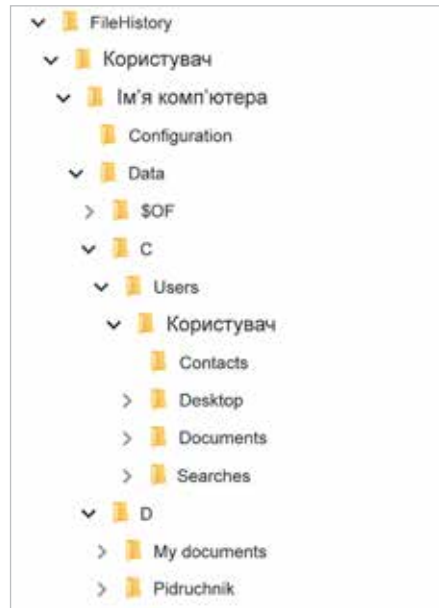 FileHistory
Користувач
Ім'я комп'ютера
Configuration
Data
$OF
C
Users
Користувач
Contacts
Desktop
Documents
Searches
D
My documents
Pidruchnik